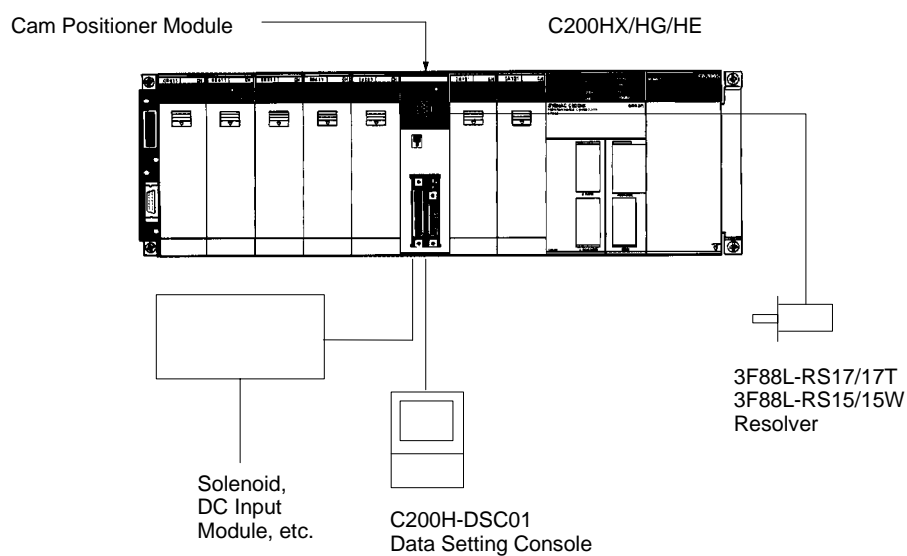 Cam Positioner Module
C200HX/HG/HE
3F88L-RS17/17T
3F88L-RS15/15W
Resolver
Solenoid,
DC Input
Module, etc.
C200H-DSC01
Data Setting Console